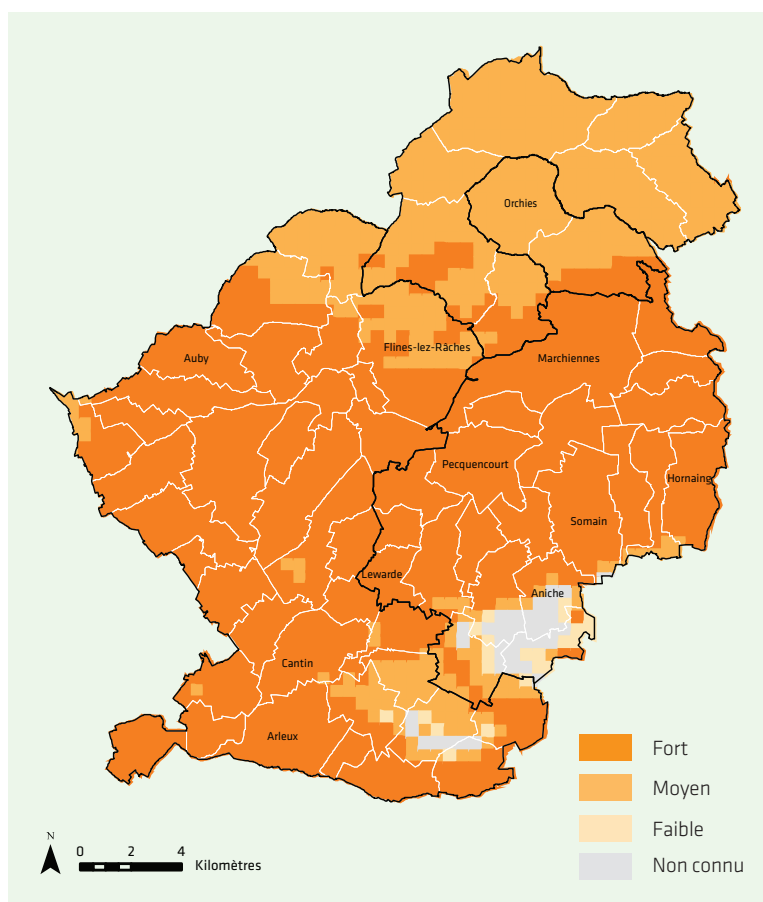 Orchies
Flines-lez-Râches
Auby
Marchiennes
Pecquencourt
Hornaing
Somain
Lewarde
Aniche
Cantin
Arleux
Fort
Moyen
Faible
Non connu
N
0 2 4
Kilomètres